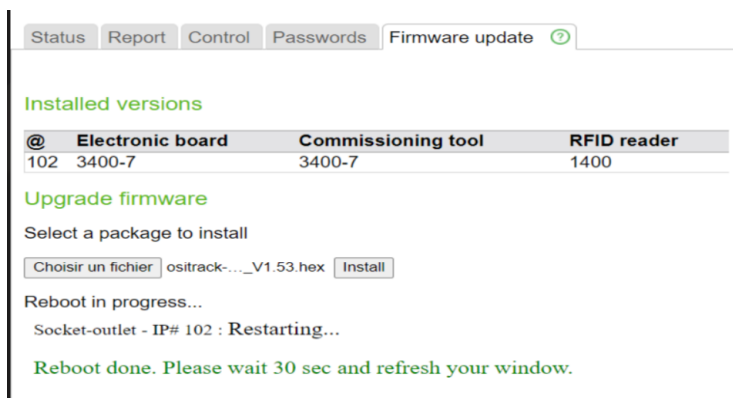 Status Report Control Passwords Firmware update ?
Installed versions
@ Electronic board Commissioning tool RFID reader
102 3400-7 3400-7 1400
Upgrade firmware
Select a package to install
Choisir un fichier ositrack-..._V1.53.hex Install
Reboot in progress...
Socket-outlet - IP# 102 : Restarting...
Reboot done. Please wait 30 sec and refresh your window.